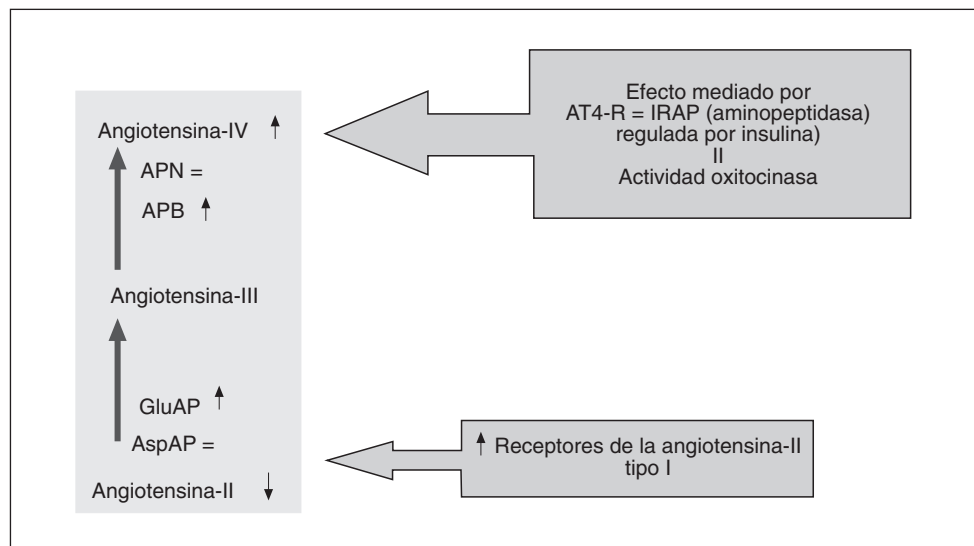 Angiotensina-IV ↑
APN =
APB ↑
Angiotensina-III
GluAP ↑
AspAP =
Angiotensina-II ↓
Efecto mediado por
AT4-R = IRAP (aminopeptidasa)
regulada por insulina)
II
Actividad oxitocinasa
↑ Receptores de la angiotensina-II
tipo I